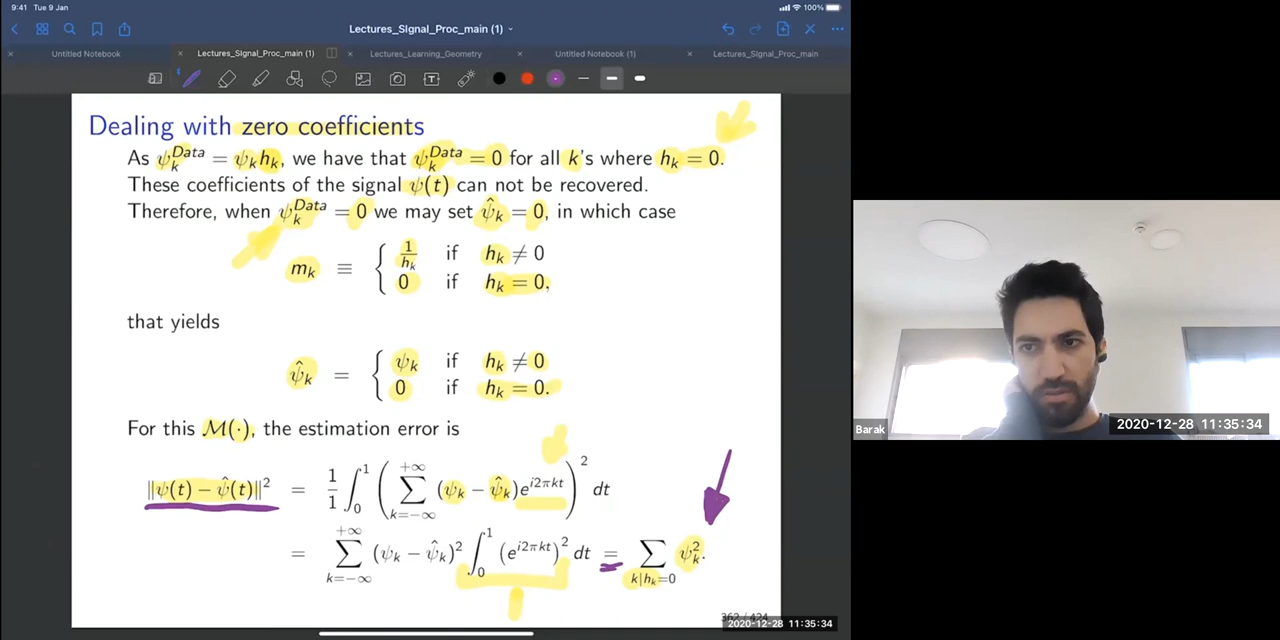 9:41 Tue 9 Jan
100%
Lectures_SIgnal_Proc_main (1)
Untitled Notebook
Lectures_SIgnal_Proc_main (1)
Lectures_Learning_Geometry
Untitled Notebook (1)
Lectures_SIgnal_Proc_main
Dealing with zero coefficients
As ψ_k^Data = ψ_k h_k, we have that ψ_k^Data = 0 for all k's where h_k = 0.
These coefficients of the signal ψ(t) can not be recovered.
Therefore, when ψ_k^Data = 0 we may set ψ̂_k = 0, in which case
m_k ≡ { 1/h_k if h_k ≠ 0
0 if h_k = 0,
that yields
ψ̂_k = { ψ_k if h_k ≠ 0
0 if h_k = 0.
For this M(·), the estimation error is
‖ψ(t) − ψ̂(t)‖² = 1/1 ∫_0^1 ( ∑_{k=−∞}^{+∞} (ψ_k − ψ̂_k) e^{i2πkt} )² dt
= ∑_{k=−∞}^{+∞} (ψ_k − ψ̂_k)² ∫_0^1 (e^{i2πkt})² dt = ∑_{k|h_k=0} ψ_k².
2020-12-28 11:35:34
Barak
2020-12-28 11:35:34